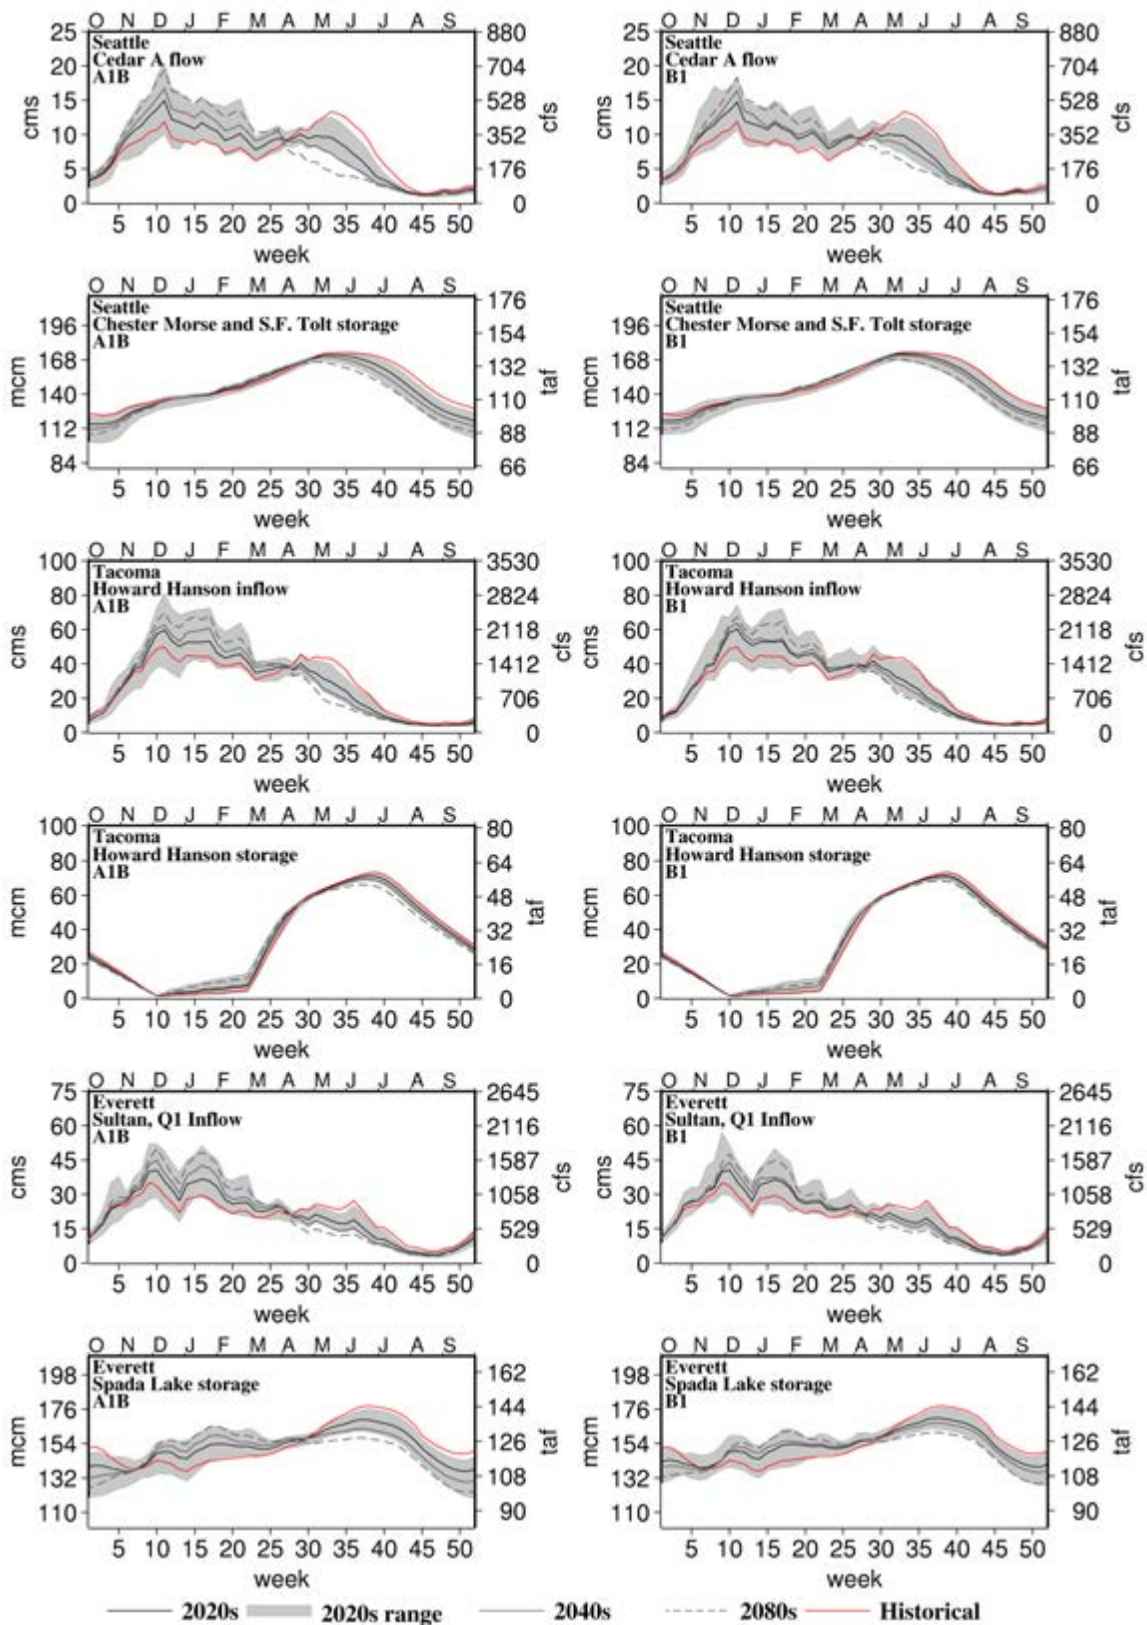 O N D J F M A M J J A S O N D J F M A M J J A S
25 Seattle 880 25 Seattle 880
20 Cedar A flow 704 20 Cedar A flow 704
A1B B1
15 528 15 528
cms cfs cms cfs
10 352 10 352
5 176 5 176
0 0 0 0
5 10 15 20 25 30 35 40 45 50 5 10 15 20 25 30 35 40 45 50
week week
O N D J F M A M J J A S O N D J F M A M J J A S
Seattle 176 Seattle 176
196 Chester Morse and S.F. Tolt storage 154 196 Chester Morse and S.F. Tolt storage 154
168 A1B 132 168 B1 132
mcm taf mcm taf
140 110 140 110
112 88 112 88
84 66 84 66
5 10 15 20 25 30 35 40 45 50 5 10 15 20 25 30 35 40 45 50
week week
O N D J F M A M J J A S O N D J F M A M J J A S
100 Tacoma 3530 100 Tacoma 3530
80 Howard Hanson inflow 2824 80 Howard Hanson inflow 2824
A1B B1
60 2118 60 2118
cms cfs cms cfs
40 1412 40 1412
20 706 20 706
0 0 0 0
5 10 15 20 25 30 35 40 45 50 5 10 15 20 25 30 35 40 45 50
week week
O N D J F M A M J J A S O N D J F M A M J J A S
100 Tacoma 80 100 Tacoma 80
80 Howard Hanson storage 64 80 Howard Hanson storage 64
A1B B1
60 48 60 48
mcm taf mcm taf
40 32 40 32
20 16 20 16
0 0 0 0
5 10 15 20 25 30 35 40 45 50 5 10 15 20 25 30 35 40 45 50
week week
O N D J F M A M J J A S O N D J F M A M J J A S
75 Everett 2645 75 Everett 2645
60 Sultan, Q1 Inflow 2116 60 Sultan, Q1 Inflow 2116
A1B B1
45 1587 45 1587
cms cfs cms cfs
30 1058 30 1058
15 529 15 529
0 0 0 0
5 10 15 20 25 30 35 40 45 50 5 10 15 20 25 30 35 40 45 50
week week
O N D J F M A M J J A S O N D J F M A M J J A S
198 Everett 162 198 Everett 162
Spada Lake storage Spada Lake storage
176 A1B 144 176 B1 144
mcm taf mcm taf
154 126 154 126
132 108 132 108
110 90 110 90
5 10 15 20 25 30 35 40 45 50 5 10 15 20 25 30 35 40 45 50
week week
2020s 2020s range 2040s 2080s Historical